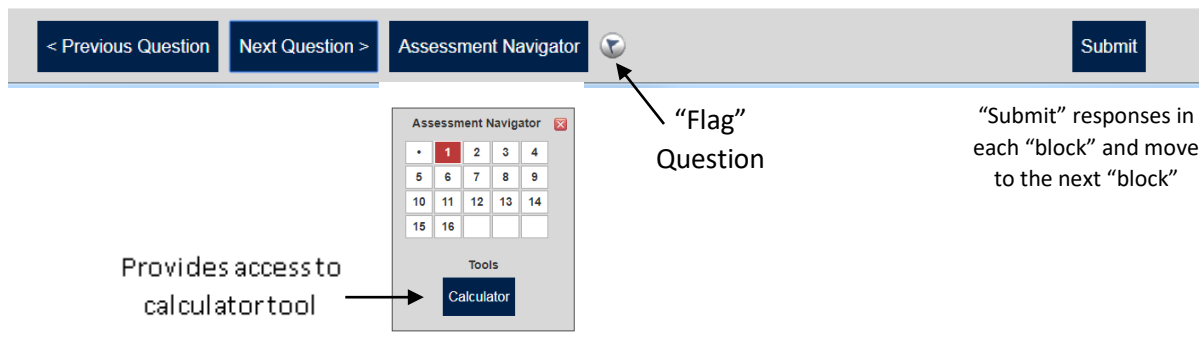 < Previous Question Next Question > Assessment Navigator Submit
"Flag"
Question
"Submit" responses in
each "block" and move
to the next "block"
Assessment Navigator
• 1 2 3 4
5 6 7 8 9
10 11 12 13 14
15 16
Tools
Calculator
Provides access to
calculator tool